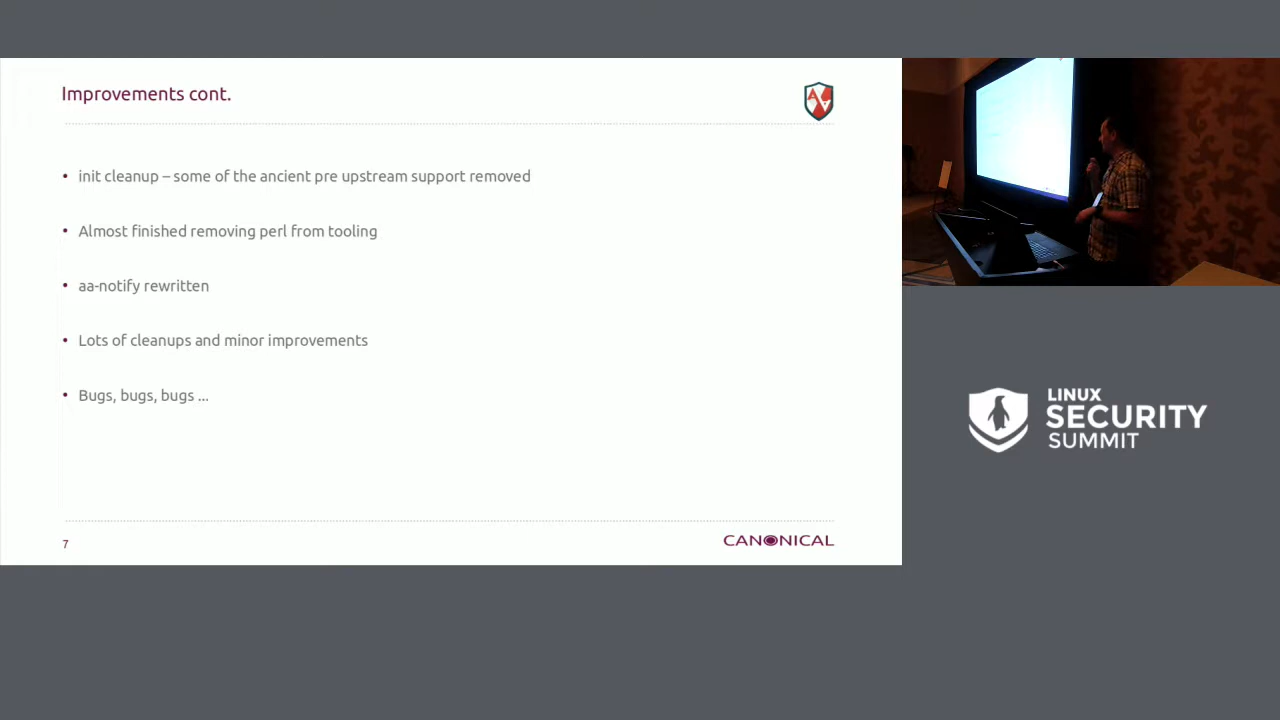 Improvements cont.
• init cleanup – some of the ancient pre upstream support removed
• Almost finished removing perl from tooling
• aa-notify rewritten
• Lots of cleanups and minor improvements
• Bugs, bugs, bugs ...
7
CANONICAL
LINUX
SECURITY
SUMMIT